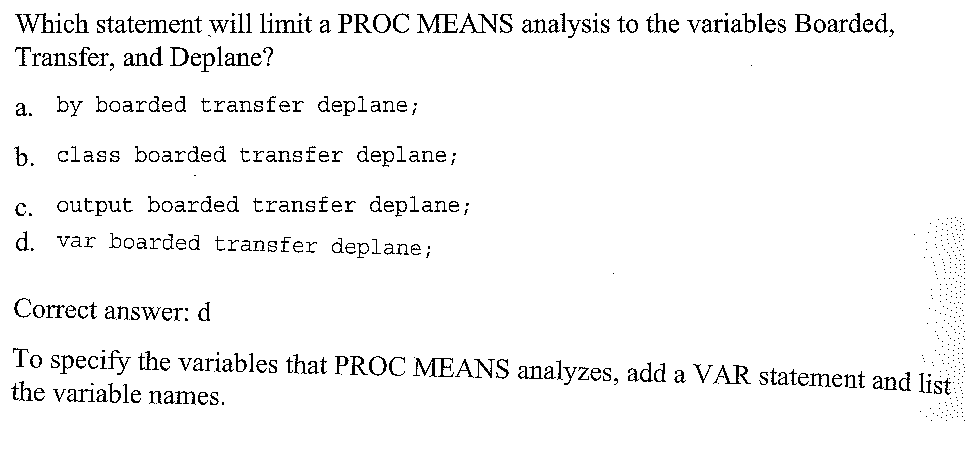 Which statement will limit a PROC MEANS analysis to the variables Boarded,
Transfer, and Deplane?
a. by boarded transfer deplane;
b. class boarded transfer deplane;
c. output boarded transfer deplane;
d. var boarded transfer deplane;
Correct answer: d
To specify the variables that PROC MEANS analyzes, add a VAR statement and list
the variable names.